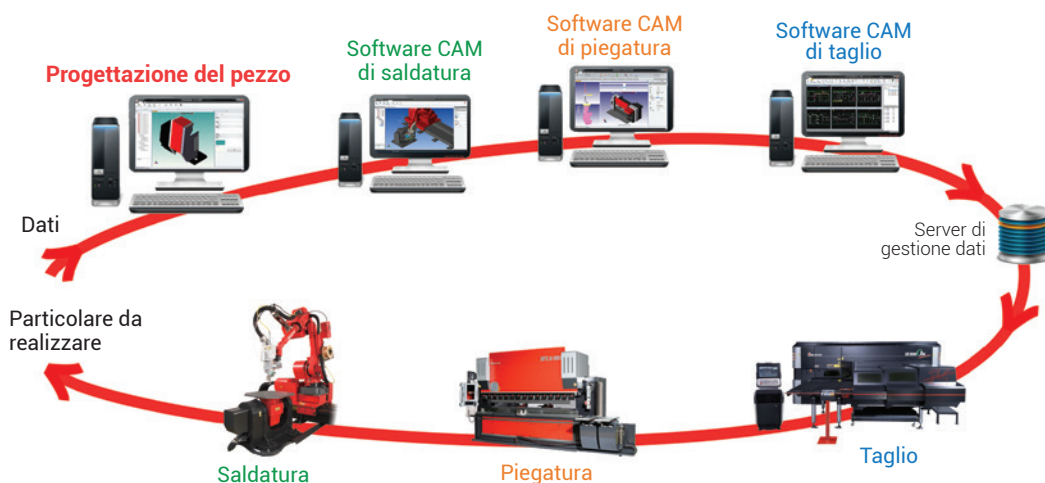 Progettazione del pezzo
Software CAM
di saldatura
Software CAM
di piegatura
Software CAM
di taglio
Dati
Server di
gestione dati
Particolare da
realizzare
Saldatura
Piegatura
Taglio